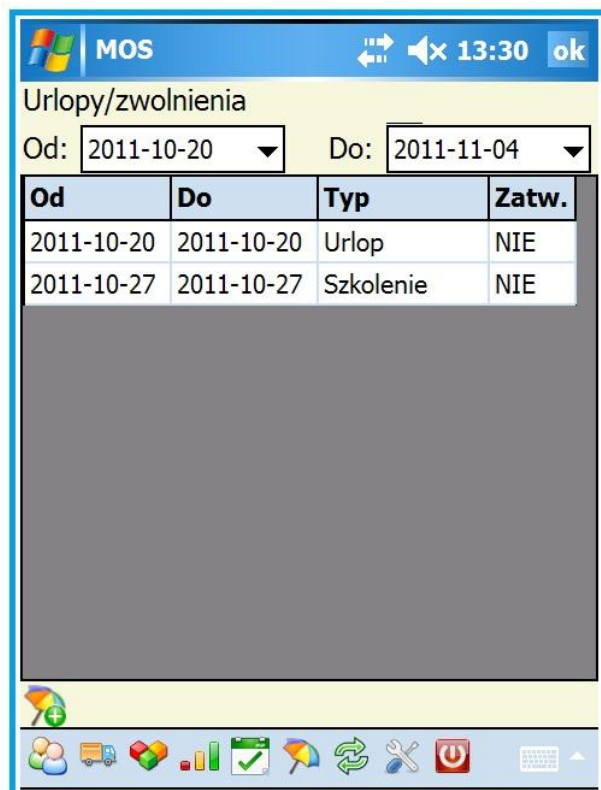 MOS 13:30 ok
Urlopy/zwolnienia
Od: 2011-10-20 Do: 2011-11-04
Od Do Typ Zatw.
2011-10-20 2011-10-20 Urlop NIE
2011-10-27 2011-10-27 Szkolenie NIE